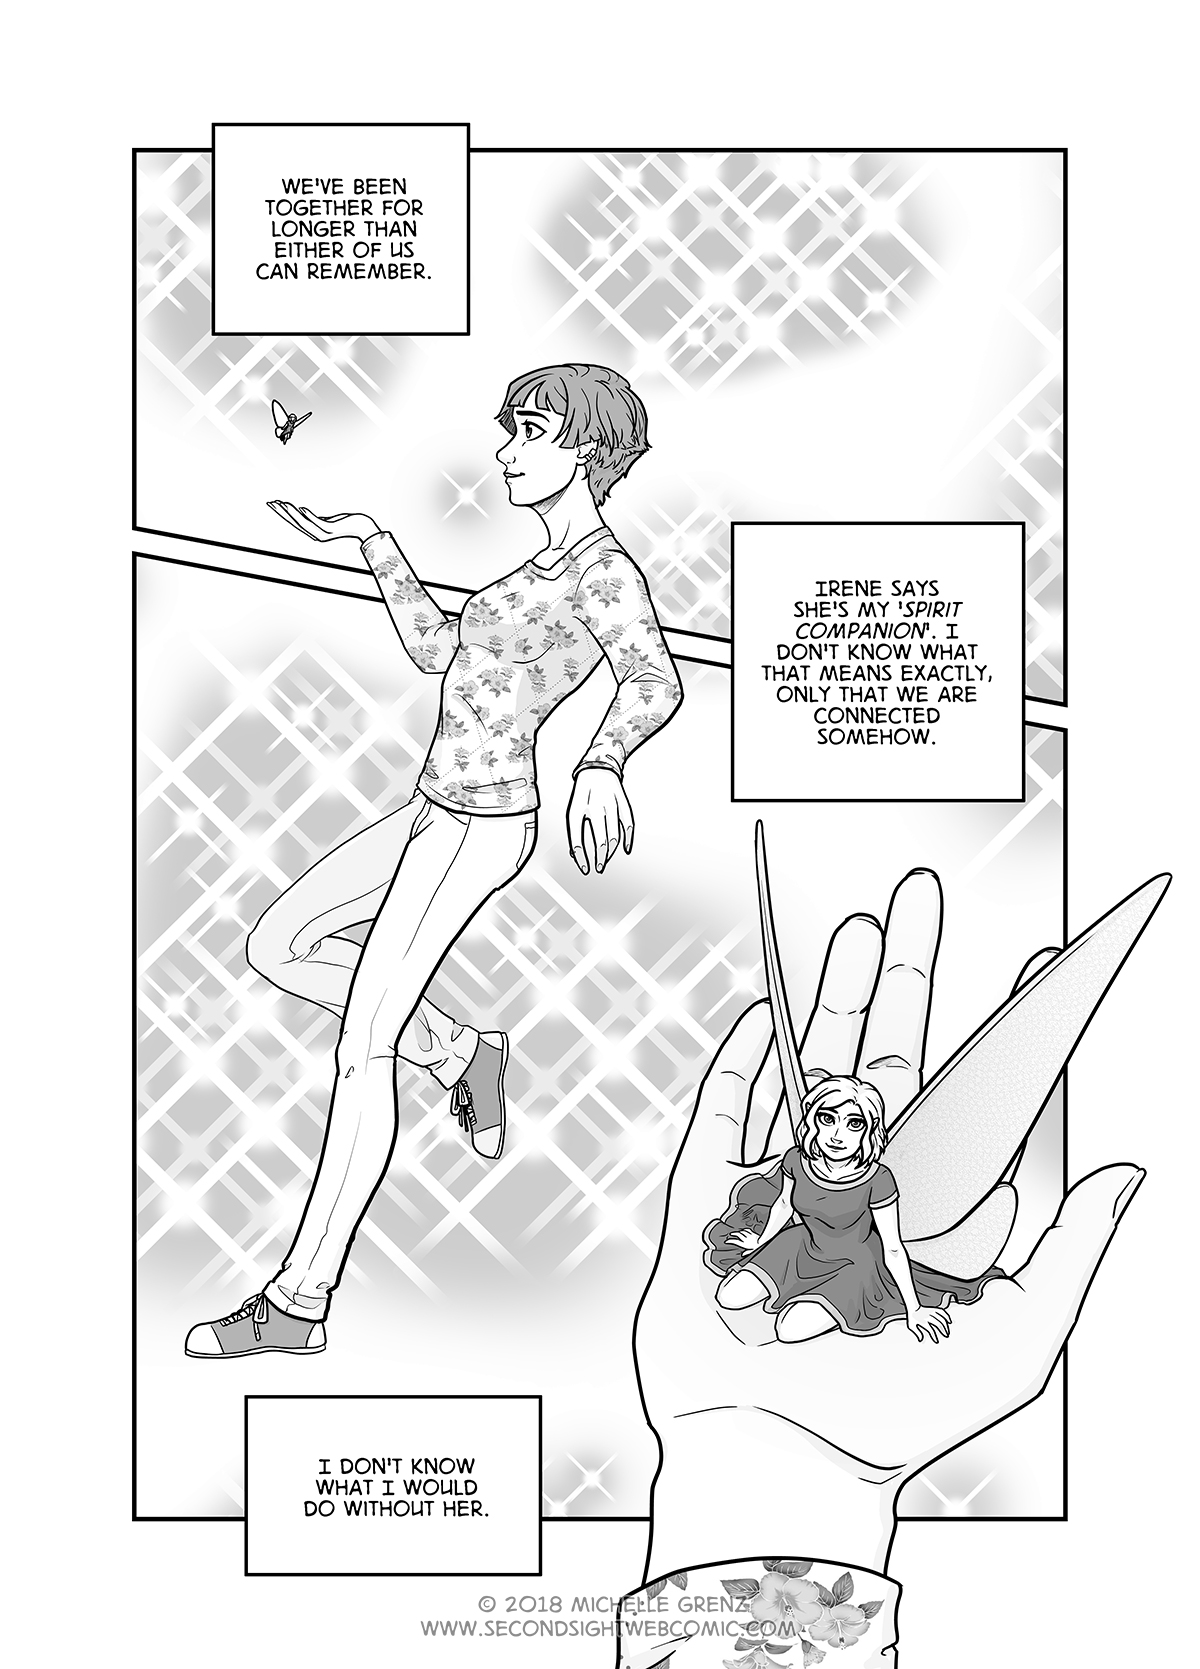 WE'VE BEEN
TOGETHER FOR
LONGER THAN
EITHER OF US
CAN REMEMBER.
IRENE SAYS
SHE'S MY 'SPIRIT
COMPANION'. I
DON'T KNOW WHAT
THAT MEANS EXACTLY,
ONLY THAT WE ARE
CONNECTED
SOMEHOW.
I DON'T KNOW
WHAT I WOULD
DO WITHOUT HER.
© 2018 MICHELLE GRENZ
WWW.SECONDSIGHTWEBCOMIC.COM